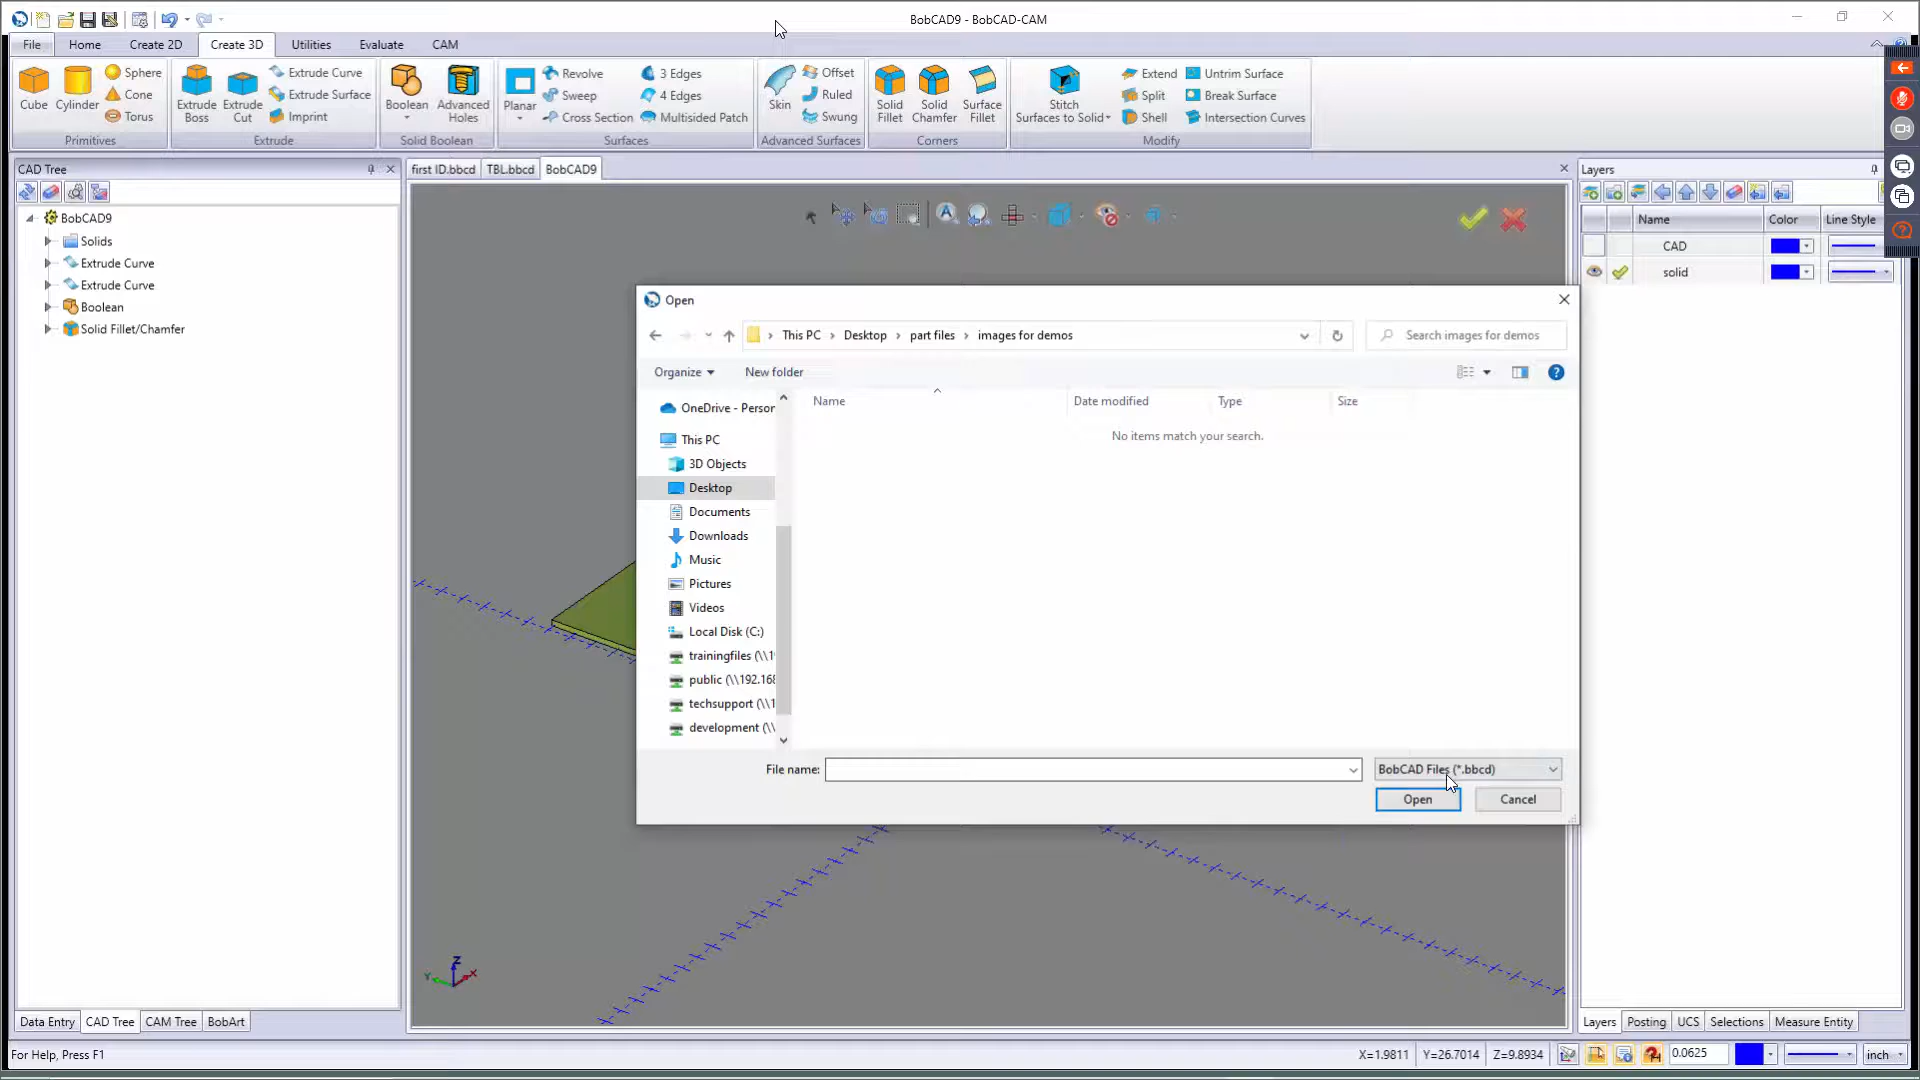 BobCAD9 - BobCAD-CAM
File Home Create 2D Create 3D Utilities Evaluate CAM
Cube Cylinder Sphere Cone Torus
Primitives
Extrude Boss Extrude Cut Extrude Curve Extrude Surface Imprint
Extrude
Boolean Advanced Holes
Solid Boolean
Planar Revolve Sweep Cross Section 3 Edges 4 Edges Multisided Patch
Surfaces
Skin Offset Ruled Swung
Advanced Surfaces
Solid Fillet Solid Chamfer Surface Fillet
Corners
Stitch Surfaces to Solid Extend Split Shell Untrim Surface Break Surface Intersection Curves
Modify
CAD Tree
first ID.bbcd TBL.bbcd BobCAD9
Layers
BobCAD9
Solids
Extrude Curve
Extrude Curve
Boolean
Solid Fillet/Chamfer
Name Color Line Style
CAD
solid
Open
This PC Desktop part files images for demos
Search images for demos
Organize New folder
Name Date modified Type Size
No items match your search.
OneDrive - Person
This PC
3D Objects
Desktop
Documents
Downloads
Music
Pictures
Videos
Local Disk (C:)
trainingfiles (\\1
public (\\192.168
techsupport (\\1
development (\\
File name: BobCAD Files (*.bbcd)
Open Cancel
Z
Y X
Data Entry CAD Tree CAM Tree BobArt
Layers Posting UCS Selections Measure Entity
For Help, Press F1
X=1.9811 Y=26.7014 Z=9.8934 0.0625 inch